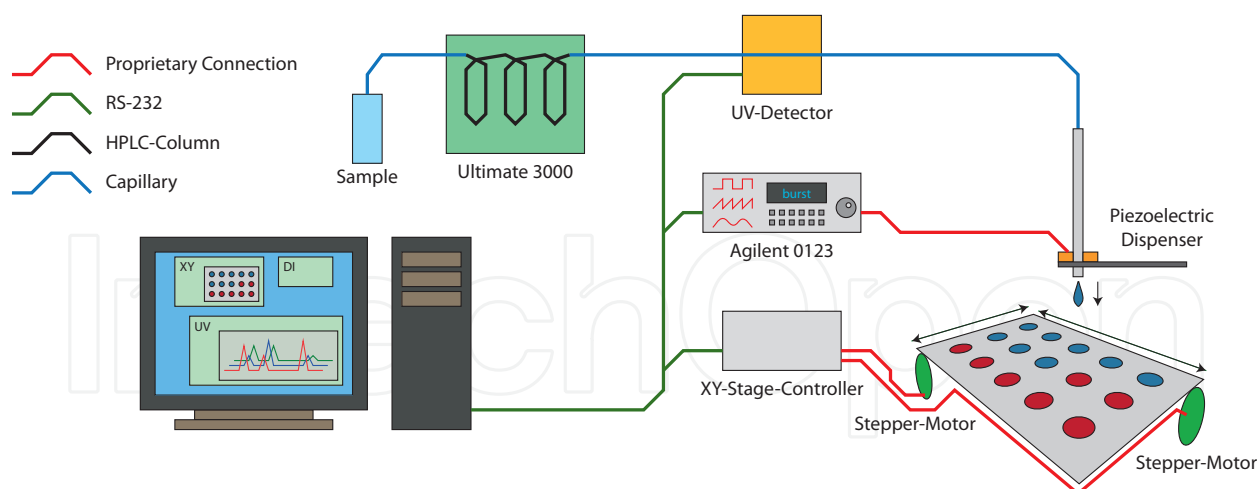 Proprietary Connection
RS-232
HPLC-Column
Capillary
Sample
Ultimate 3000
UV-Detector
burst
Agilent 0123
Piezoelectric
Dispenser
XY
DI
UV
XY-Stage-Controller
Stepper-Motor
Stepper-Motor
InTechOpen